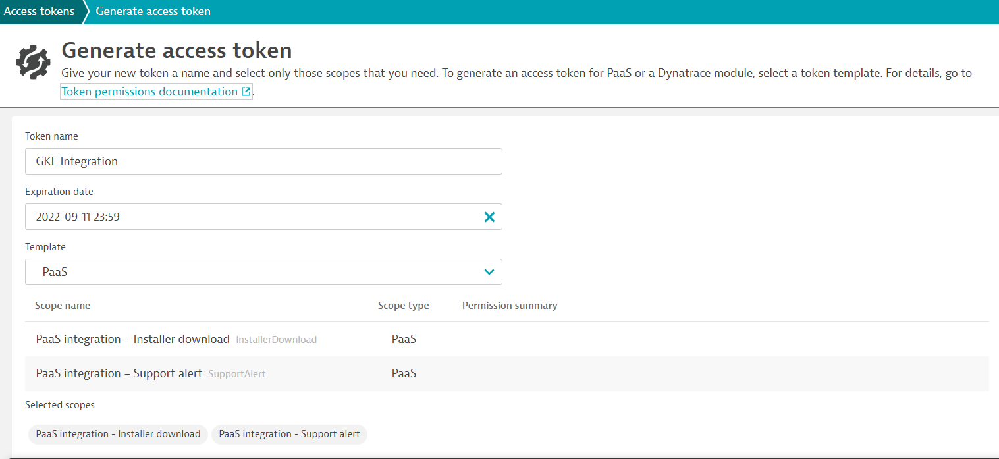 Access tokens
Generate access token
Generate access token
Give your new token a name and select only those scopes that you need. To generate an access token for PaaS or a Dynatrace module, select a token template. For details, go to
Token permissions documentation.
Token name
GKE Integration
Expiration date
2022-09-11 23:59
Template
PaaS
Scope name Scope type Permission summary
PaaS integration – Installer download InstallerDownload PaaS
PaaS integration – Support alert SupportAlert PaaS
Selected scopes
PaaS integration - Installer download PaaS integration - Support alert